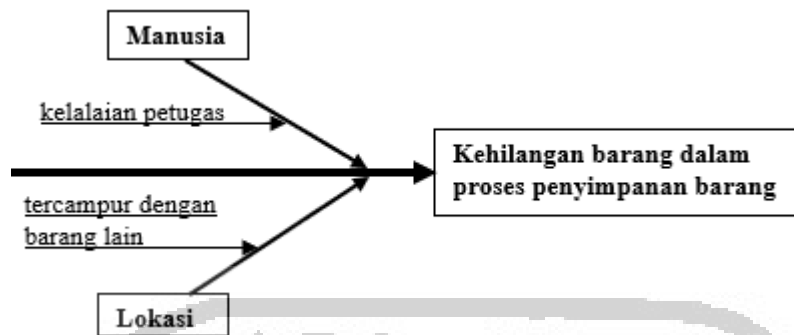 Manusia
kelalaian petugas
Kehilangan barang dalam
proses penyimpanan barang
tercampur dengan
barang lain
Lokasi